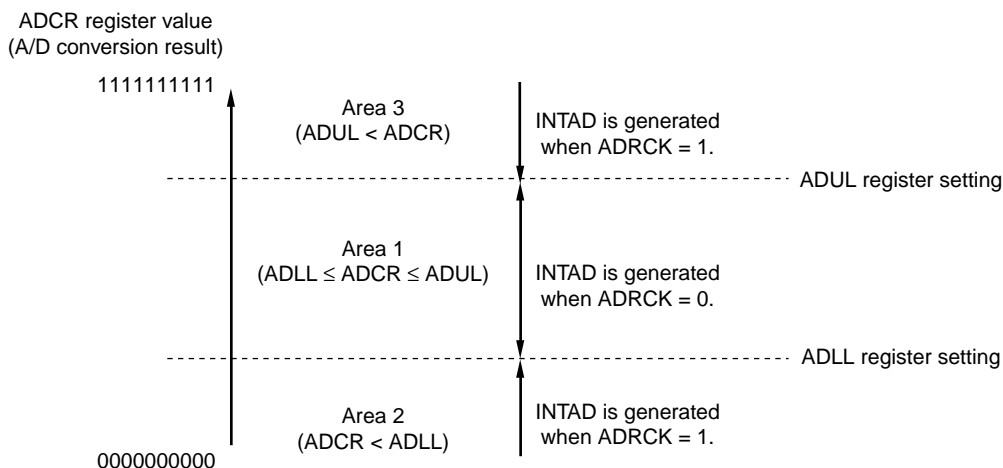 ADCR register value
(A/D conversion result)
1111111111
Area 3
(ADUL < ADCR)
INTAD is generated
when ADRCK = 1.
ADUL register setting
Area 1
(ADLL ≤ ADCR ≤ ADUL)
INTAD is generated
when ADRCK = 0.
ADLL register setting
Area 2
(ADCR < ADLL)
INTAD is generated
when ADRCK = 1.
0000000000